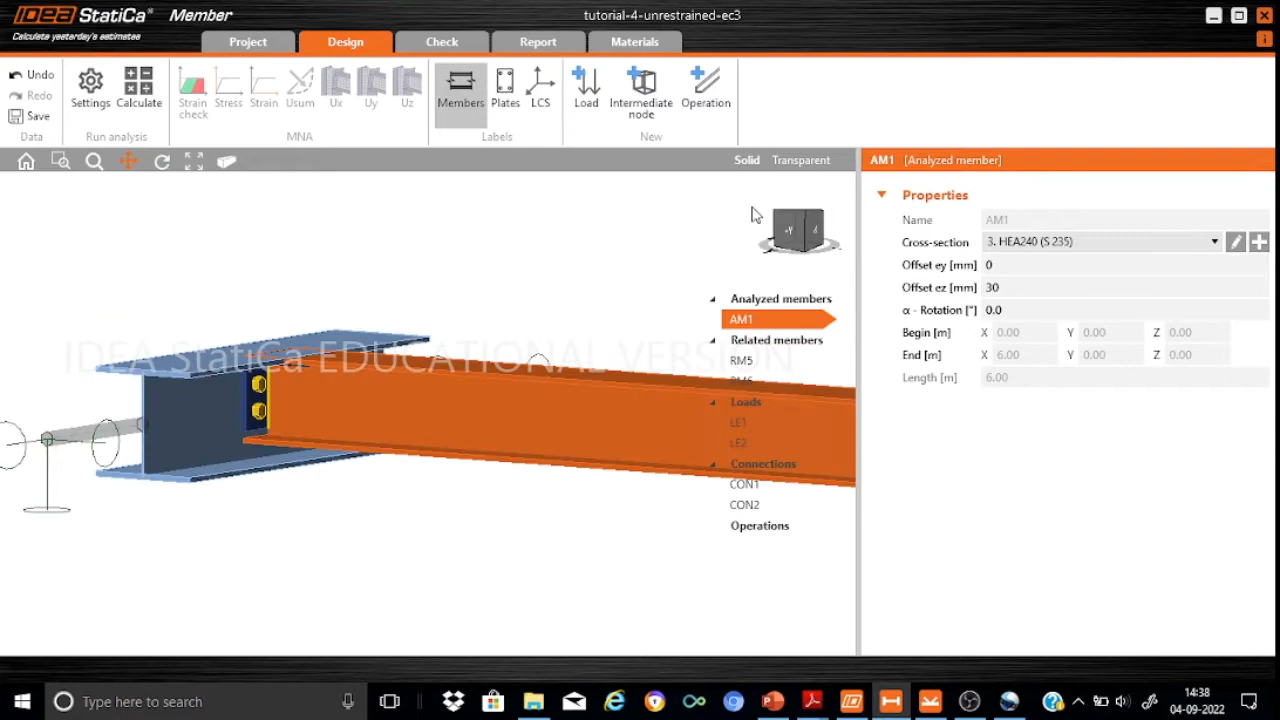 IDEA StatiCa® Member
Calculate yesterday's estimates
tutorial-4-unrestrained-ec3
Project Design Check Report Materials
Undo
Redo
Save
Data
Settings Calculate
Run analysis
Strain check Stress Strain Usum Ux Uy Uz
MNA
Members Plates LCS
Labels
Load Intermediate node Operation
New
Solid Transparent
AM1 [Analyzed member]
Properties
Name AM1
Cross-section 3. HEA240 (S 235)
Offset ey [mm] 0
Offset ez [mm] 30
α - Rotation [°] 0.0
Begin [m] X 0.00 Y 0.00 Z 0.00
End [m] X 6.00 Y 0.00 Z 0.00
Length [m] 6.00
-Y
IDEA StatiCa EDUCATIONAL VERSION
Analyzed members
AM1
Related members
RM5
RM6
Loads
LE1
LE2
Connections
CON1
CON2
Operations
Type here to search
14:38
04-09-2022